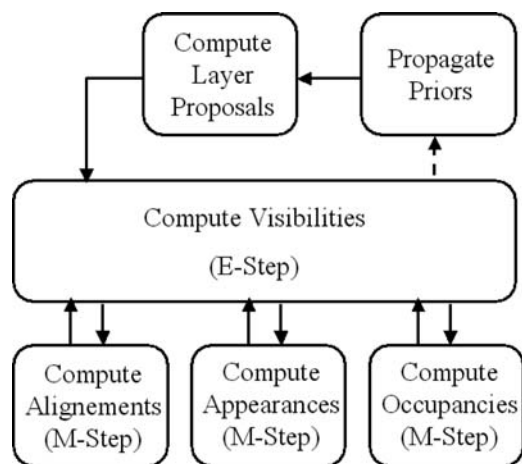 Compute
Layer
Proposals
Propagate
Priors
Compute Visibilities
(E-Step)
Compute
Alignements
(M-Step)
Compute
Appearances
(M-Step)
Compute
Occupancies
(M-Step)